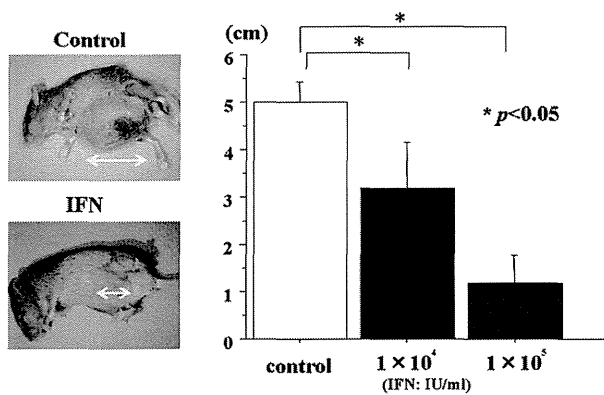 Control
IFN
(cm)
*
*
* p<0.05
6
5
4
3
2
1
0
control
1×10⁴
1×10⁵
(IFN: IU/ml)